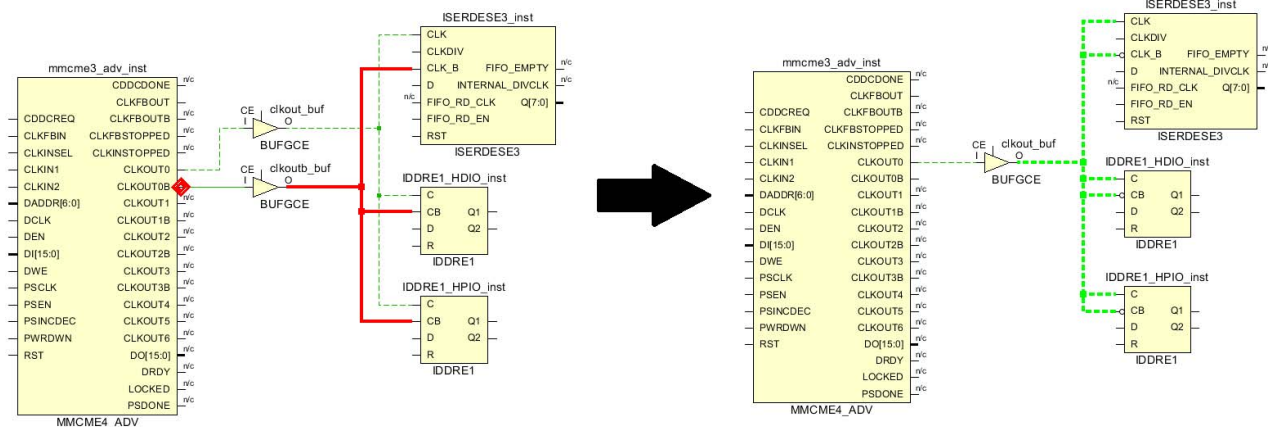 mmcme3_adv_inst
CDDCDONE n/c
CLKFBOUT
CDDCREQ CLKFBOUTB n/c
CLKFBIN CLKFBSTOPPED n/c
CLKINSEL CLKINSTOPPED n/c
CLKIN1 CLKOUT0
CLKIN2 CLKOUT0B
DADDR[6:0] CLKOUT1 n/c
DCLK CLKOUT1B n/c
DEN CLKOUT2 n/c
DI[15:0] CLKOUT2B n/c
DWE CLKOUT3 n/c
PSCLK CLKOUT3B n/c
PSEN CLKOUT4 n/c
PSINCDEC CLKOUT5 n/c
PWRDWN CLKOUT6 n/c
RST DO[15:0] n/c
DRDY n/c
LOCKED n/c
PSDONE n/c
MMCME4_ADV
CE clkout_buf
I O
BUFGCE
CE clkoutb_buf
I O
BUFGCE
ISERDESE3_inst
CLK
CLKDIV
CLK_B FIFO_EMPTY n/c
D INTERNAL_DIVCLK n/c
n/c FIFO_RD_CLK Q[7:0]
FIFO_RD_EN
RST
ISERDESE3
IDDRE1_HDIO_inst
C
CB Q1
D Q2
R
IDDRE1
IDDRE1_HPIO_inst
C
CB Q1
D Q2
R
IDDRE1
mmcme3_adv_inst
CDDCDONE n/c
CLKFBOUT
CDDCREQ CLKFBOUTB n/c
CLKFBIN CLKFBSTOPPED n/c
CLKINSEL CLKINSTOPPED n/c
CLKIN1 CLKOUT0
CLKIN2 CLKOUT0B n/c
DADDR[6:0] CLKOUT1 n/c
DCLK CLKOUT1B n/c
DEN CLKOUT2 n/c
DI[15:0] CLKOUT2B n/c
DWE CLKOUT3 n/c
PSCLK CLKOUT3B n/c
PSEN CLKOUT4 n/c
PSINCDEC CLKOUT5 n/c
PWRDWN CLKOUT6 n/c
RST DO[15:0] n/c
DRDY n/c
LOCKED n/c
PSDONE n/c
MMCME4_ADV
CE clkout_buf
I O
BUFGCE
ISERDESE3_inst
CLK
CLKDIV
CLK_B FIFO_EMPTY
D INTERNAL_DIVCLK
n/c FIFO_RD_CLK Q[7:0]
FIFO_RD_EN
RST
ISERDESE3
IDDRE1_HDIO_inst
C
CB Q1
D Q2
R
IDDRE1
IDDRE1_HPIO_inst
C
CB Q1
D Q2
R
IDDRE1